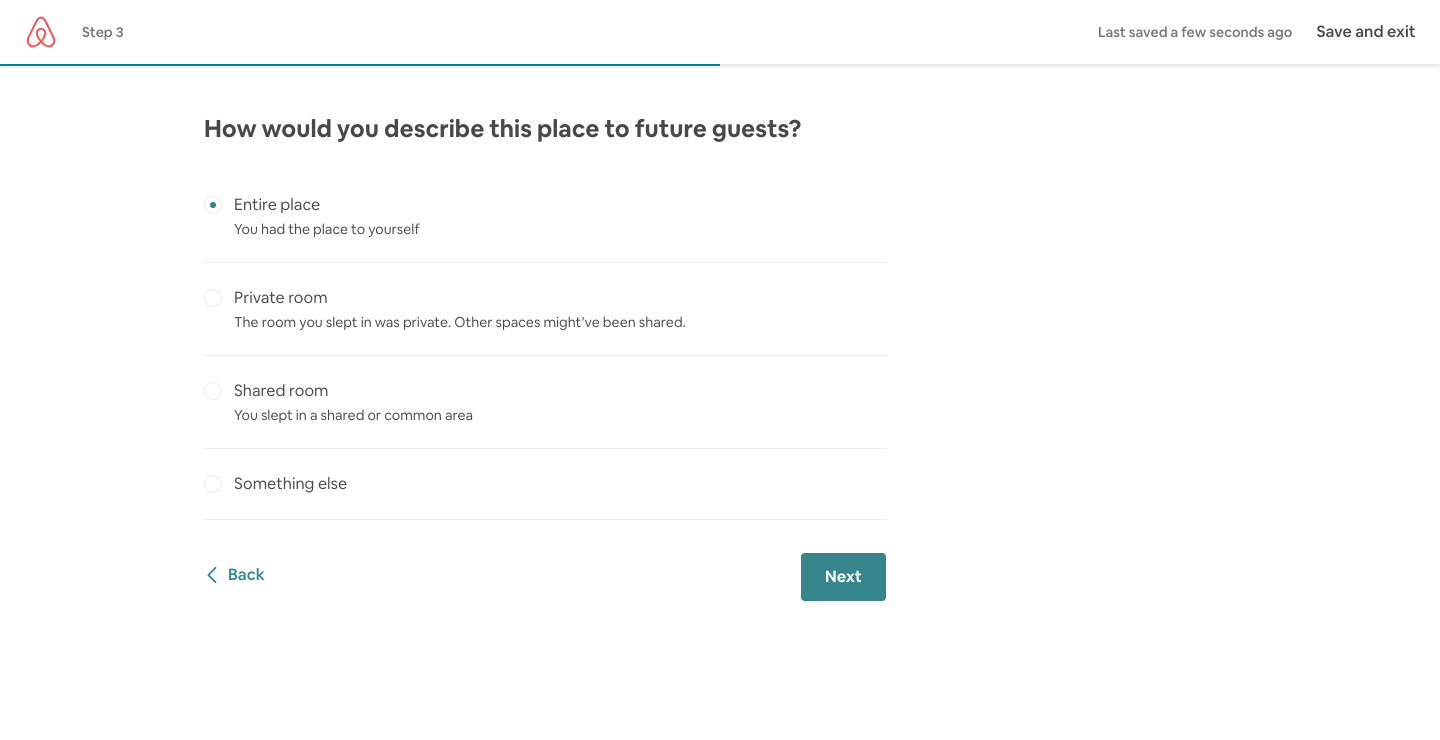 Step 3
Last saved a few seconds ago
Save and exit
How would you describe this place to future guests?
Entire place
You had the place to yourself
Private room
The room you slept in was private. Other spaces might’ve been shared.
Shared room
You slept in a shared or common area
Something else
Back
Next